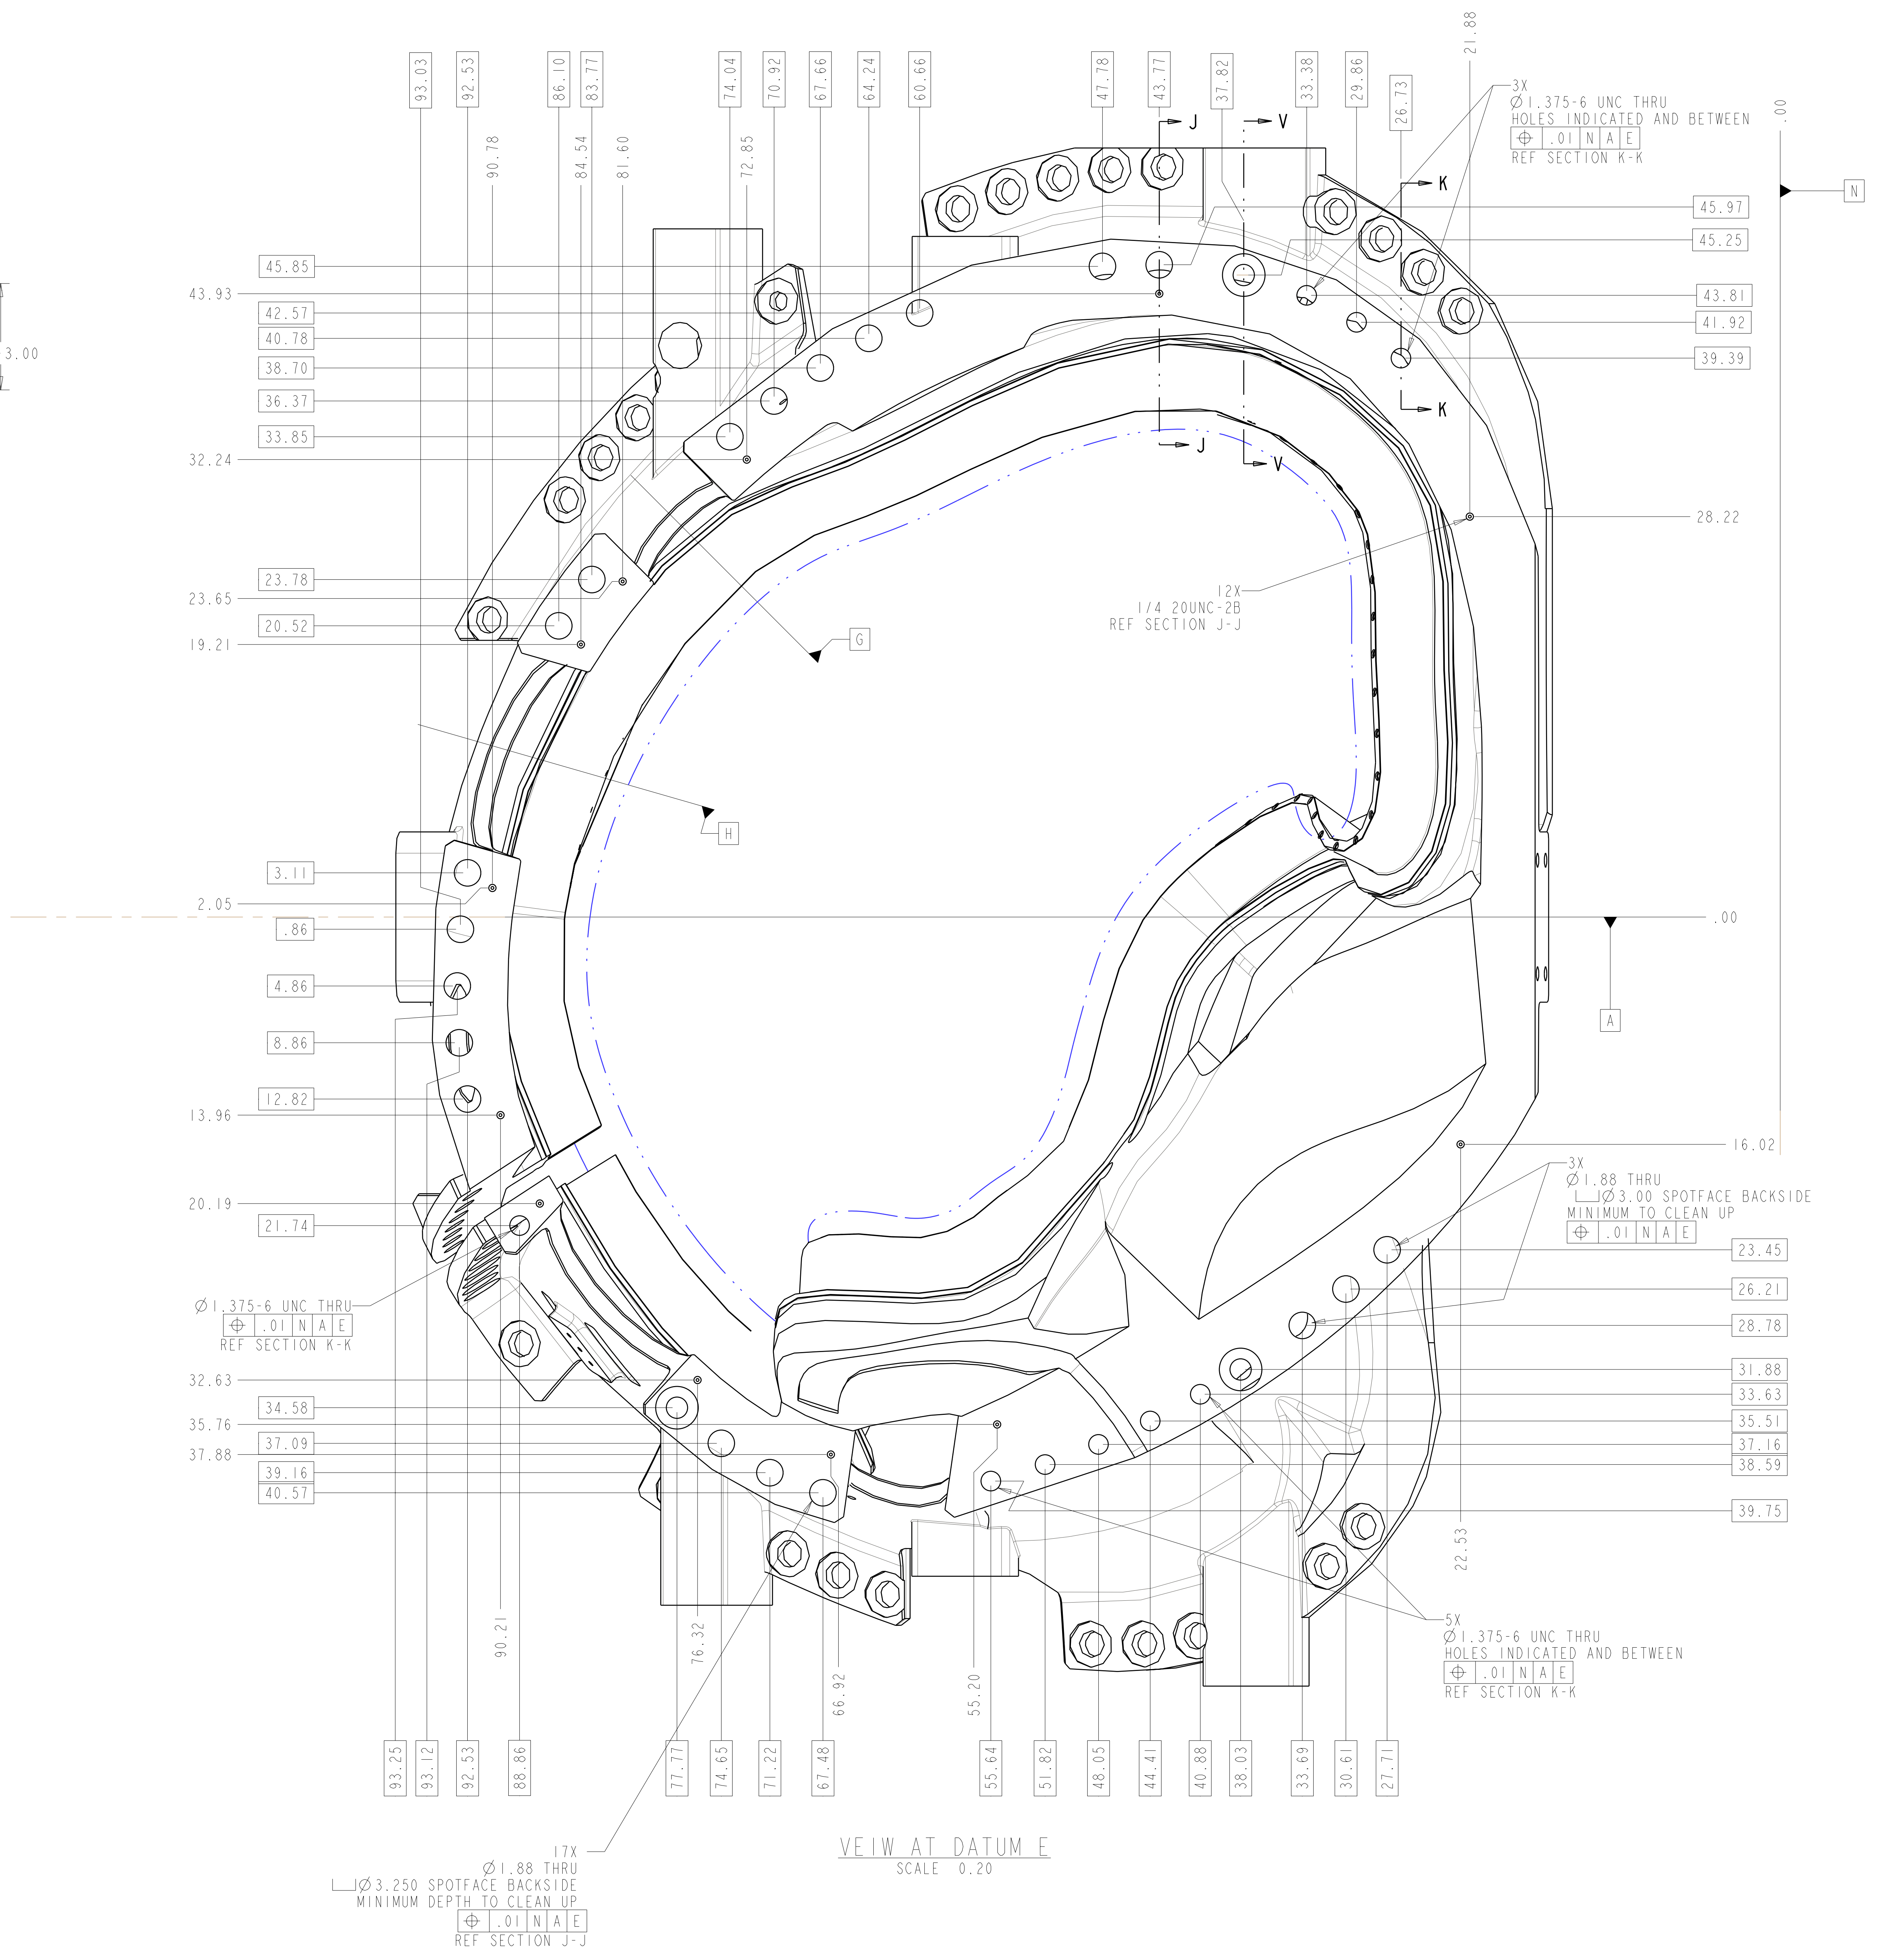 93.03
92.53
86.10
83.77
74.04
70.92
67.66
64.24
60.66
47.78
43.77
37.82
33.38
29.86
26.73
21.88
.00
90.78
84.54
81.60
72.85
J
V
K
3X
Ø1.375-6 UNC THRU
HOLES INDICATED AND BETWEEN
⌖ .01 N A E
REF SECTION K-K
N
45.97
45.25
45.85
43.93
42.57
40.78
38.70
36.37
33.85
32.24
3.00
43.81
41.92
39.39
K
J
V
28.22
12X
1/4 20UNC-2B
REF SECTION J-J
23.78
23.65
20.52
19.21
G
H
3.11
2.05
.86
.00
4.86
8.86
12.82
13.96
A
16.02
20.19
21.74
3X
Ø1.88 THRU
⌴Ø3.00 SPOTFACE BACKSIDE
MINIMUM TO CLEAN UP
⌖ .01 N A E
23.45
26.21
28.78
31.88
33.63
35.51
37.16
38.59
39.75
Ø1.375-6 UNC THRU
⌖ .01 N A E
REF SECTION K-K
32.63
34.58
35.76
37.09
37.88
39.16
40.57
90.21
76.32
66.92
55.20
22.53
5X
Ø1.375-6 UNC THRU
HOLES INDICATED AND BETWEEN
⌖ .01 N A E
REF SECTION K-K
93.25
93.12
92.53
88.86
77.77
74.65
71.22
67.48
55.64
51.82
48.05
44.41
40.88
38.03
33.69
30.61
27.71
17X
Ø1.88 THRU
⌴Ø3.250 SPOTFACE BACKSIDE
MINIMUM DEPTH TO CLEAN UP
⌖ .01 N A E
REF SECTION J-J
VEIW AT DATUM E
SCALE 0.20